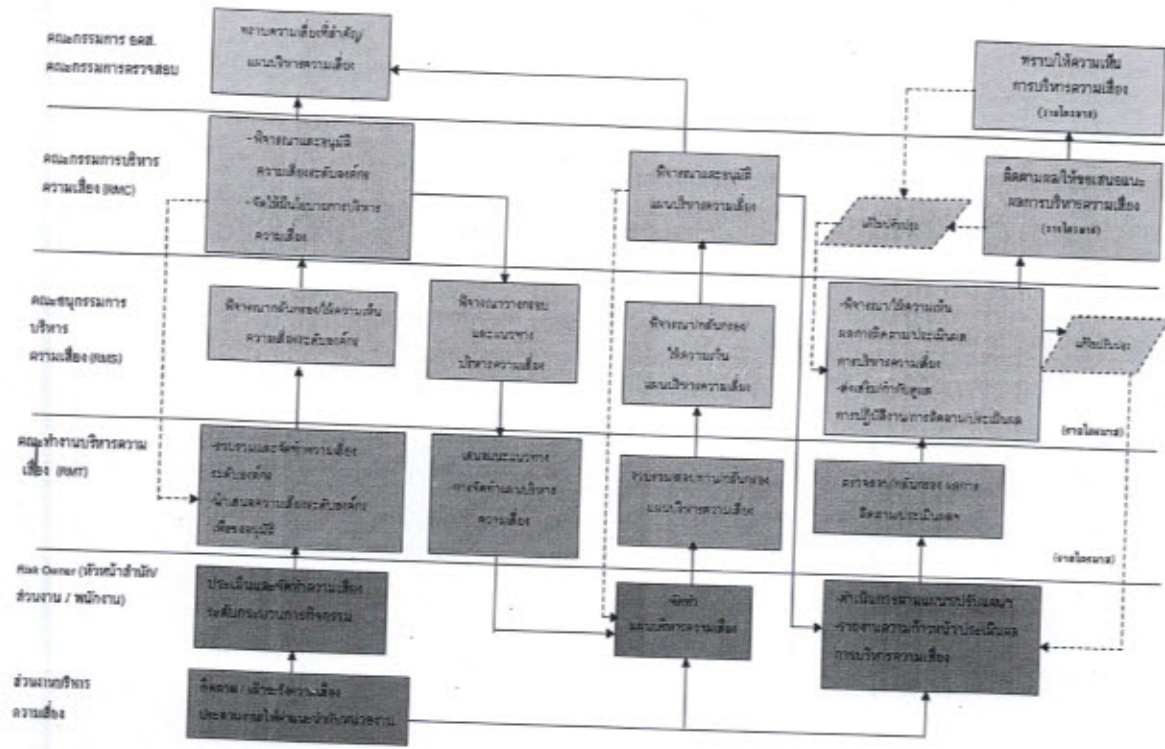 คณะกรรมการ อคส.
คณะกรรมการตรวจสอบ
ทราบความเสี่ยงที่สำคัญ/
แผนบริหารความเสี่ยง
ทราบ/ให้ความเห็น
การบริหารความเสี่ยง
(รายไตรมาส)
คณะกรรมการบริหาร
ความเสี่ยง (RMC)
-พิจารณาและอนุมัติ
ความเสี่ยงระดับองค์กร
-จัดให้มีนโยบายการบริหาร
ความเสี่ยง
พิจารณาและอนุมัติ
แผนบริหารความเสี่ยง
แก้ไข/ปรับปรุง
ติดตามผล/ให้ข้อเสนอแนะ
ผลการบริหารความเสี่ยง
(รายไตรมาส)
คณะอนุกรรมการ
บริหาร
ความเสี่ยง (RMS)
พิจารณากลั่นกรอง/ให้ความเห็น
ความเสี่ยงระดับองค์กร
พิจารณาวางกรอบ
และแนวทาง
บริหารความเสี่ยง
พิจารณา/กลั่นกรอง
ให้ความเห็น
แผนบริหารความเสี่ยง
-พิจารณา/ให้ความเห็น
ผลการติดตาม/ประเมินผล
การบริหารความเสี่ยง
-ส่งเสริม/กำกับดูแล
การปฏิบัติงาน/การติดตาม/ประเมินผล
แก้ไข/ปรับปรุง
(รายไตรมาส)
คณะทำงานบริหารความ
เสี่ยง (RMT)
-รวบรวมและจัดทำความเสี่ยง
ระดับองค์กร
-นำเสนอความเสี่ยงระดับองค์กร
เพื่อขออนุมัติ
เสนอแนะแนวทาง
การจัดทำแผนบริหาร
ความเสี่ยง
รวบรวม/สอบทาน/กลั่นกรอง
แผนบริหารความเสี่ยง
ตรวจสอบ/กลั่นกรอง ผลการ
ติดตาม/ประเมินผลฯ
(รายไตรมาส)
Risk Owner (หัวหน้าสำนัก/
ส่วนงาน / พนักงาน)
ประเมินและจัดทำความเสี่ยง
ระดับกระบวนการ/กิจกรรม
จัดทำ
แผนบริหารความเสี่ยง
-ดำเนินการตามแผนฯ/ปรับแผนฯ
-รายงานความก้าวหน้า/ประเมินผล
การบริหารความเสี่ยง
ส่วนงานบริหาร
ความเสี่ยง
ติดตาม / เฝ้าระวังความเสี่ยง
ประสานงาน/ให้คำแนะนำกับหน่วยงาน